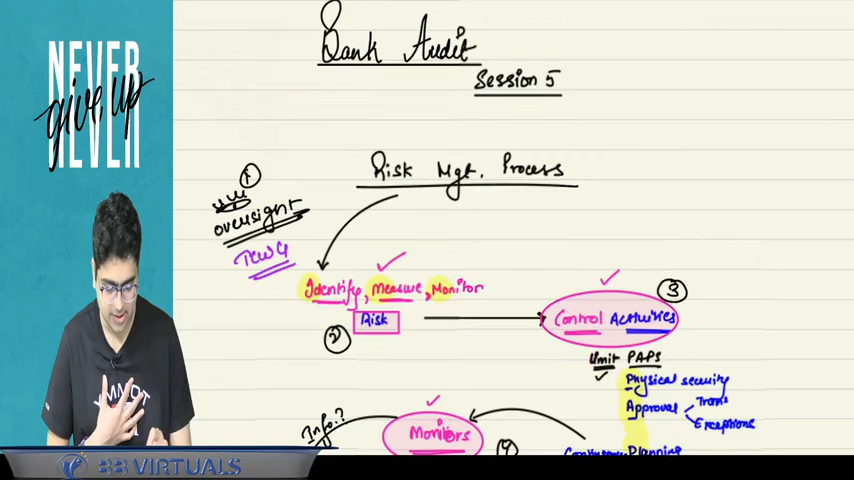 NEVER
give up
NEVER
Bank Audit
Session 5
Risk Mgt. Process
1
oversight
TCWG
Identify, Measure, Monitor
Risk
2
Control Activities
3
Limit PAPS
Physical security
Approval
Trans
Exceptions
Planning
Info.?
Monitors
4
BB VIRTUALS